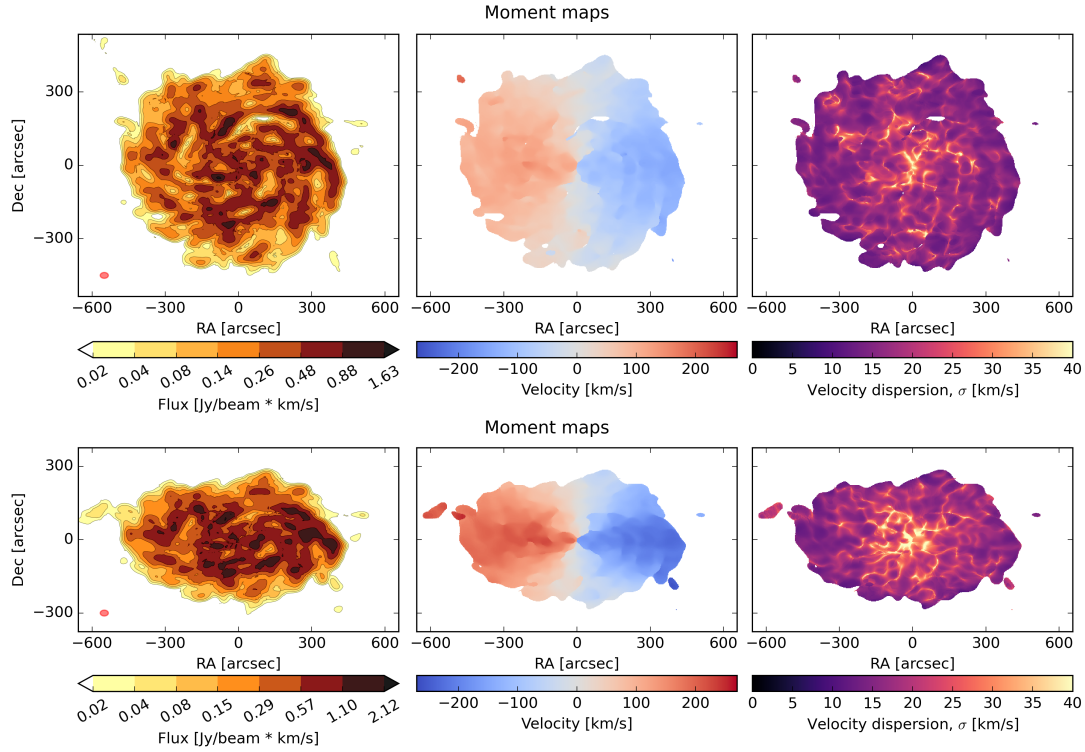 Moment maps
Dec [arcsec]
300
0
−300
−600 −300 0 300 600
−600 −300 0 300 600
−600 −300 0 300 600
RA [arcsec]
RA [arcsec]
RA [arcsec]
0.02 0.04 0.08 0.14 0.26 0.48 0.88 1.63
−200 −100 0 100 200
0 5 10 15 20 25 30 35 40
Flux [Jy/beam * km/s]
Velocity [km/s]
Velocity dispersion, σ [km/s]
Moment maps
Dec [arcsec]
300
0
−300
−600 −300 0 300 600
−600 −300 0 300 600
−600 −300 0 300 600
RA [arcsec]
RA [arcsec]
RA [arcsec]
0.02 0.04 0.08 0.15 0.29 0.57 1.10 2.12
−200 −100 0 100 200
0 5 10 15 20 25 30 35 40
Flux [Jy/beam * km/s]
Velocity [km/s]
Velocity dispersion, σ [km/s]